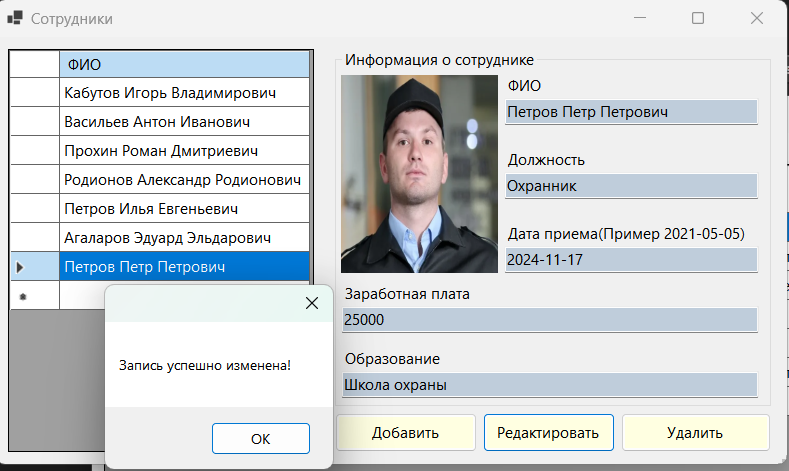 Сотрудники
ФИО
Кабутов Игорь Владимирович
Васильев Антон Иванович
Прохин Роман Дмитриевич
Родионов Александр Родионович
Петров Илья Евгеньевич
Агаларов Эдуард Эльдарович
Петров Петр Петрович
Запись успешно изменена!
ОК
Информация о сотруднике
ФИО
Петров Петр Петрович
Должность
Охранник
Дата приема(Пример 2021-05-05)
2024-11-17
Заработная плата
25000
Образование
Школа охраны
Добавить
Редактировать
Удалить